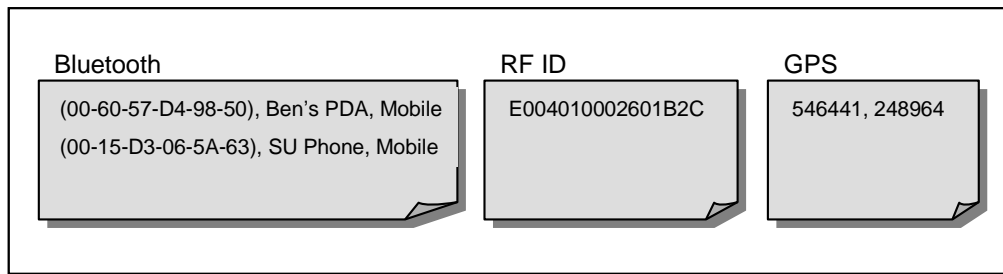 Bluetooth
(00-60-57-D4-98-50), Ben's PDA, Mobile
(00-15-D3-06-5A-63), SU Phone, Mobile
RF ID
E004010002601B2C
GPS
546441, 248964